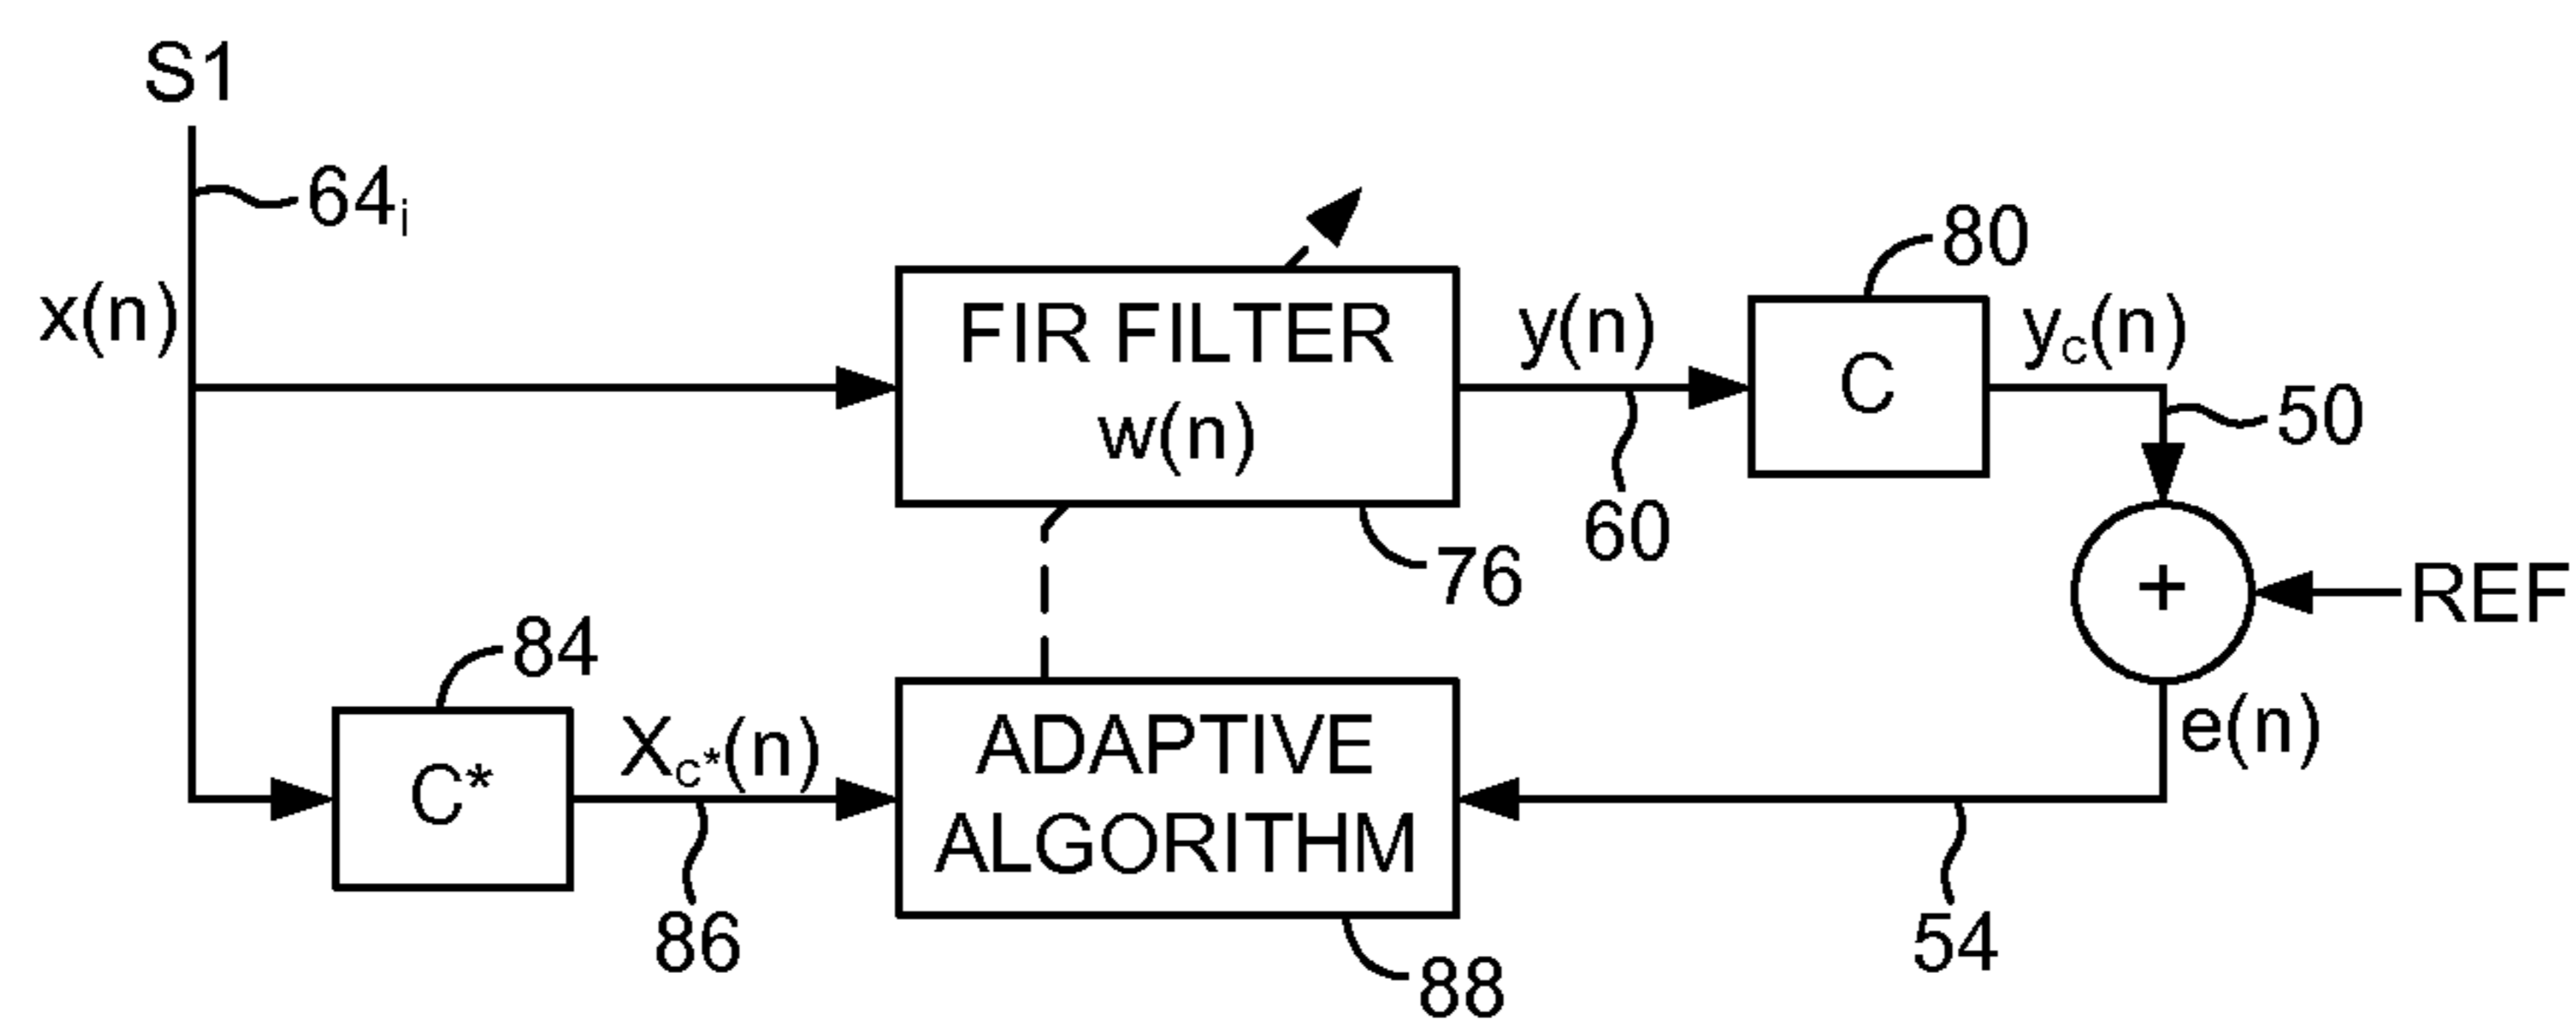 S1
64i
x(n)
FIR FILTER
w(n)
y(n)
80
C
yC(n)
50
60
76
+
REF
84
C*
XC*(n)
86
ADAPTIVE
ALGORITHM
88
e(n)
54